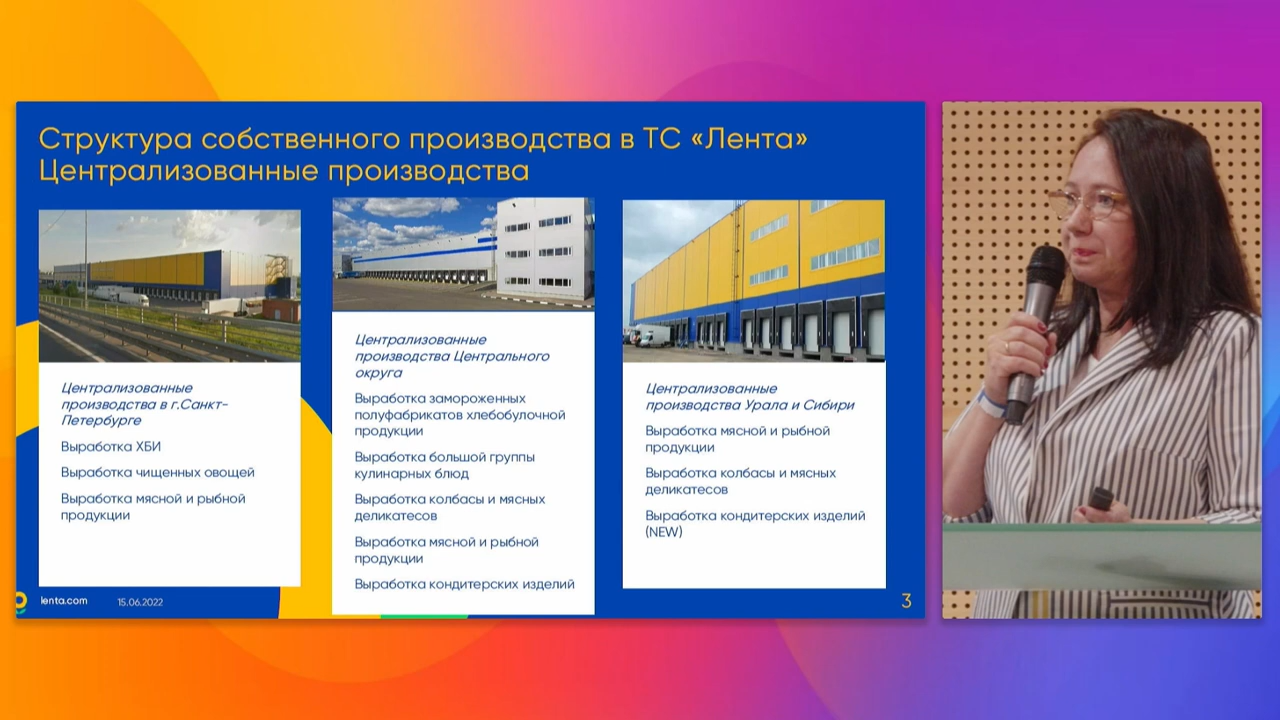 Структура собственного производства в ТС «Лента»
Централизованные производства
Централизованные
производства в г.Санкт-
Петербурге
Выработка ХБИ
Выработка чищенных овощей
Выработка мясной и рыбной
продукции
Централизованные
производства Центрального
округа
Выработка замороженных
полуфабрикатов хлебобулочной
продукции
Выработка большой группы
кулинарных блюд
Выработка колбасы и мясных
деликатесов
Выработка мясной и рыбной
продукции
Выработка кондитерских изделий
Централизованные
производства Урала и Сибири
Выработка мясной и рыбной
продукции
Выработка колбасы и мясных
деликатесов
Выработка кондитерских изделий
(NEW)
lenta.com
15.06.2022
3